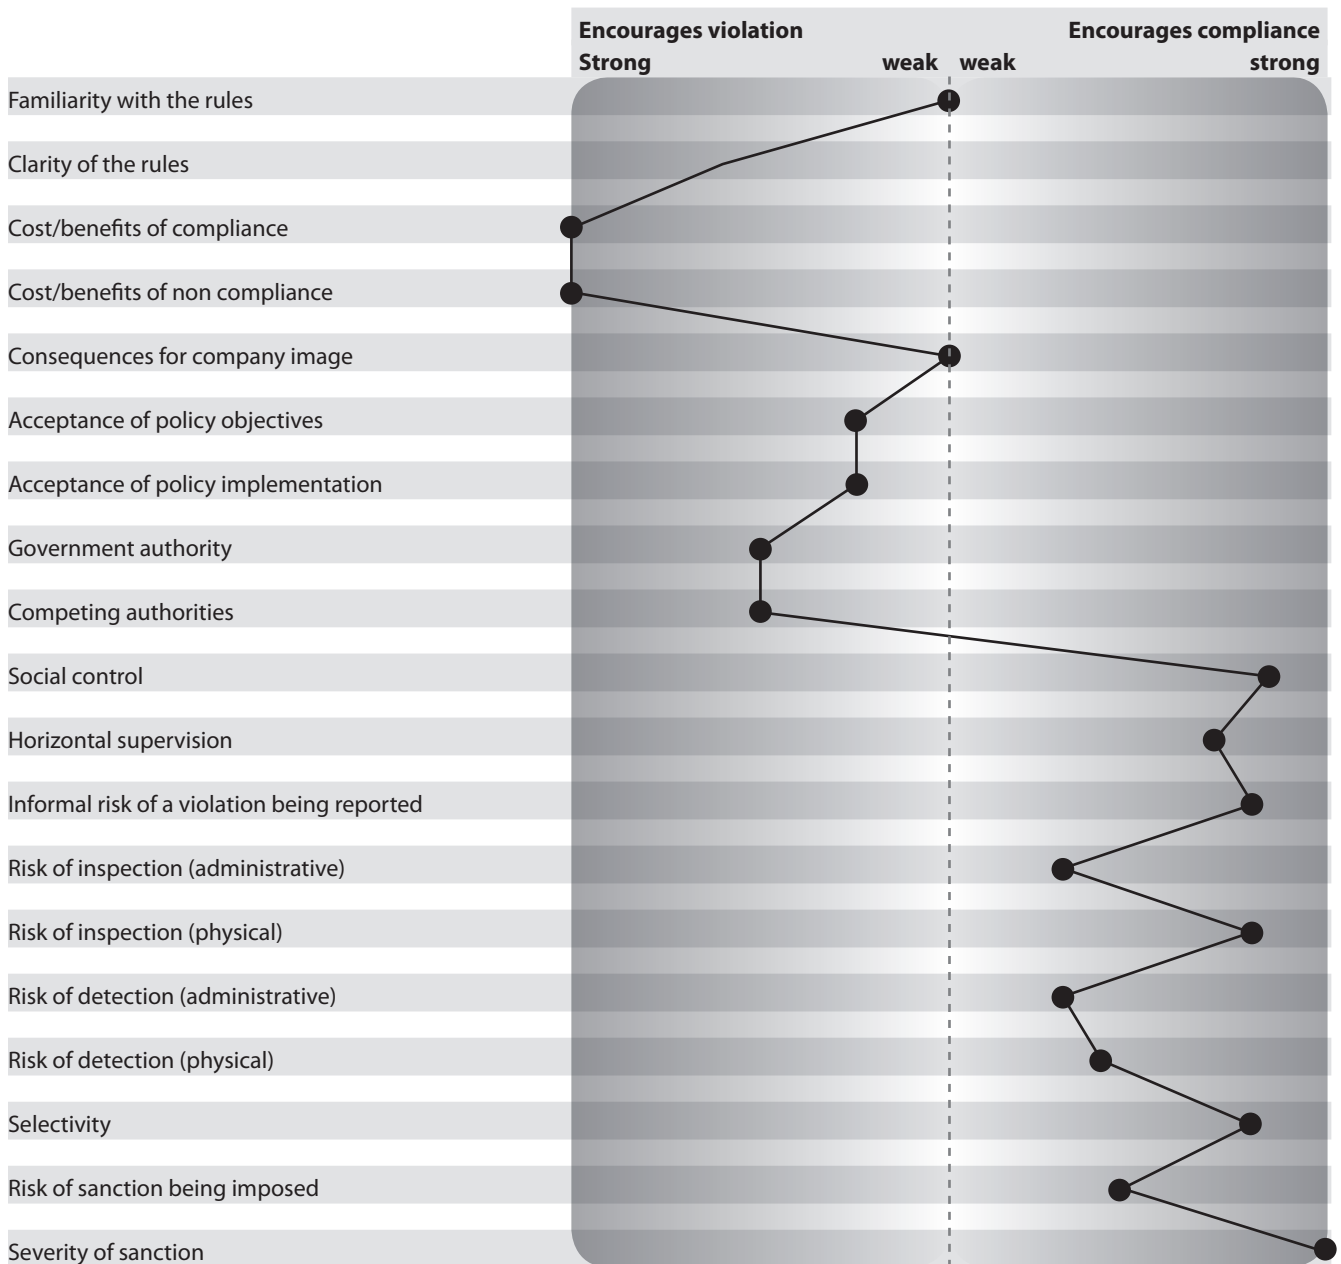 Encourages violation Encourages compliance
Strong weak weak strong
Familiarity with the rules
Clarity of the rules
Cost/benefits of compliance
Cost/benefits of non compliance
Consequences for company image
Acceptance of policy objectives
Acceptance of policy implementation
Government authority
Competing authorities
Social control
Horizontal supervision
Informal risk of a violation being reported
Risk of inspection (administrative)
Risk of inspection (physical)
Risk of detection (administrative)
Risk of detection (physical)
Selectivity
Risk of sanction being imposed
Severity of sanction